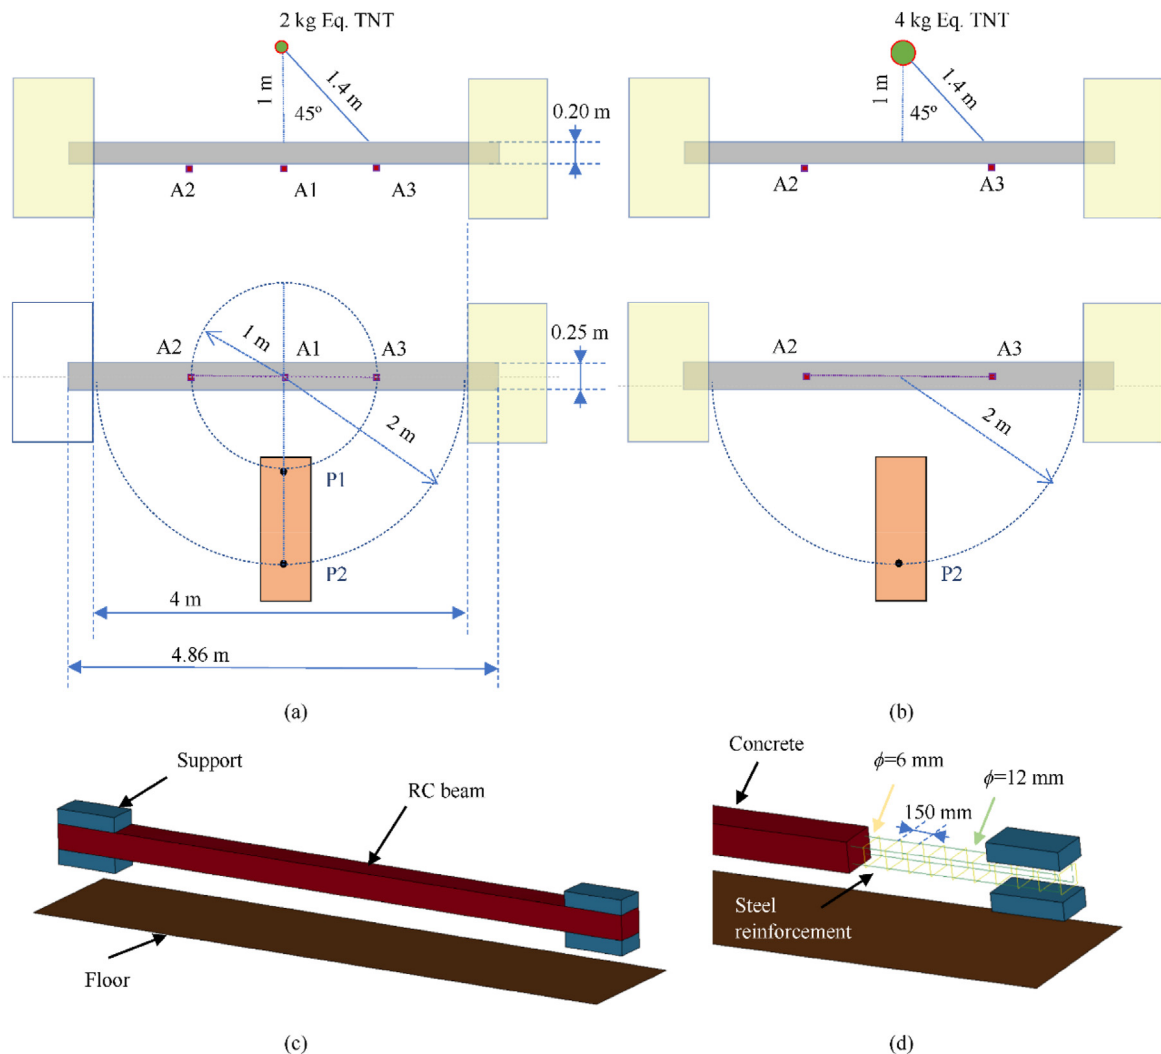 2 kg Eq. TNT
1 m
1.4 m
45°
0.20 m
A2
A1
A3
1 m
A2
A1
A3
0.25 m
2 m
P1
P2
4 m
4.86 m
(a)
4 kg Eq. TNT
1 m
1.4 m
45°
A2
A3
A2
A3
2 m
P2
(b)
Support
RC beam
Floor
(c)
Concrete
ϕ=6 mm
ϕ=12 mm
150 mm
Steel
reinforcement
(d)